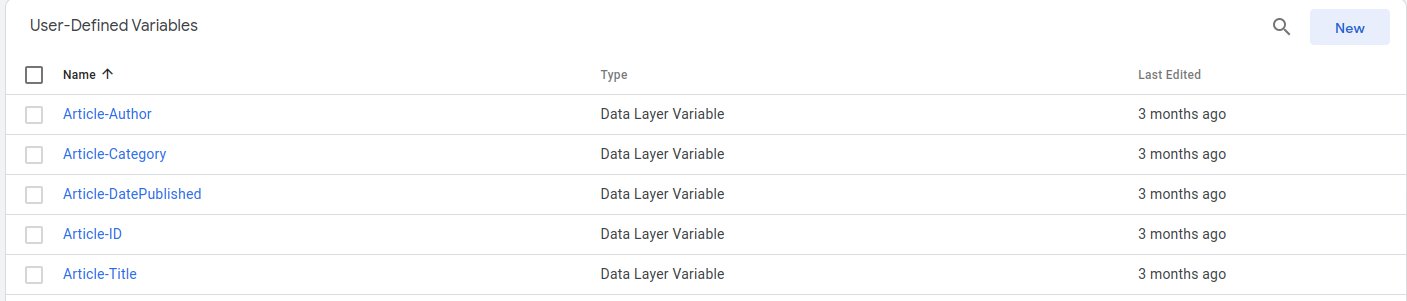 User-Defined Variables New
Name Type Last Edited
Article-Author Data Layer Variable 3 months ago
Article-Category Data Layer Variable 3 months ago
Article-DatePublished Data Layer Variable 3 months ago
Article-ID Data Layer Variable 3 months ago
Article-Title Data Layer Variable 3 months ago